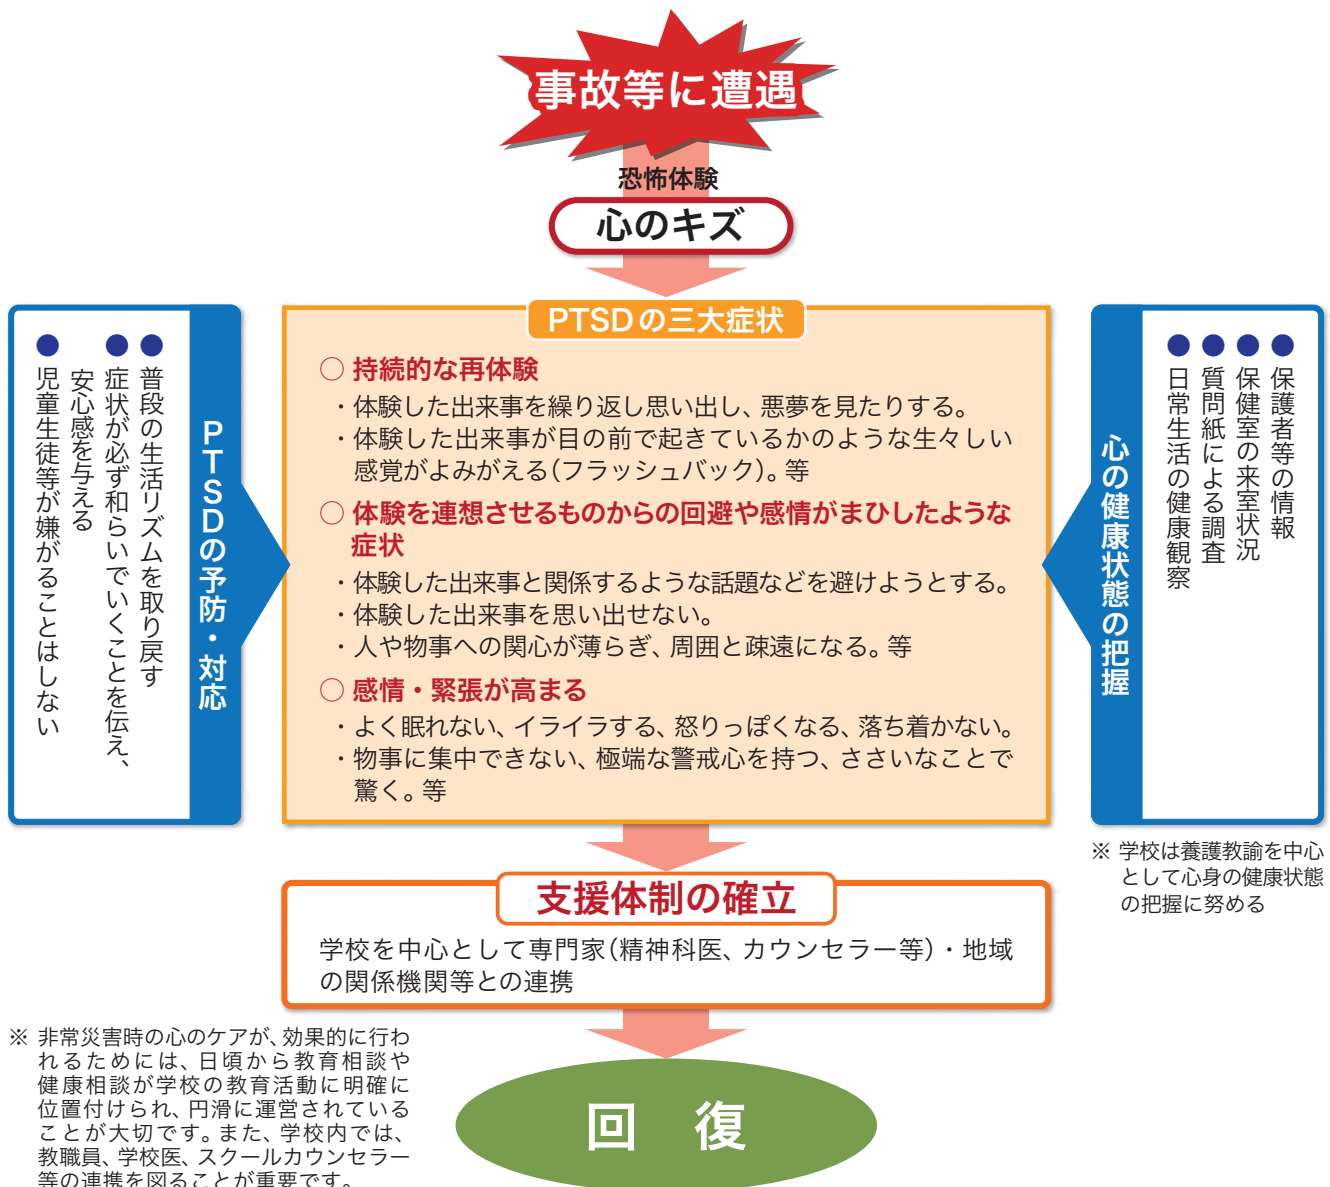 事故等に遭遇
恐怖体験
心のキズ
PTSDの三大症状
○ 持続的な再体験
・体験した出来事を繰り返し思い出し、悪夢を見たりする。
・体験した出来事が目の前で起きているかのような生々しい
感覚がよみがえる(フラッシュバック)。等
○ 体験を連想させるものからの回避や感情がまひしたような
症状
・体験した出来事と関係するような話題などを避けようとする。
・体験した出来事を思い出せない。
・人や物事への関心が薄らぎ、周囲と疎遠になる。等
○ 感情・緊張が高まる
・よく眠れない、イライラする、怒りっぽくなる、落ち着かない。
・物事に集中できない、極端な警戒心を持つ、ささいなことで
驚く。等
PTSDの予防・対応
●普段の生活リズムを取り戻す
●症状が必ず和らいでいくことを伝え、
安心感を与える
●児童生徒等が嫌がることはしない
心の健康状態の把握
●保護者等の情報
●保健室の来室状況
●質問紙による調査
●日常生活の健康観察
※ 学校は養護教諭を中心
として心身の健康状態
の把握に努める
支援体制の確立
学校を中心として専門家(精神科医、カウンセラー等)・地域
の関係機関等との連携
※ 非常災害時の心のケアが、効果的に行わ
れるためには、日頃から教育相談や
健康相談が学校の教育活動に明確に
位置付けられ、円滑に運営されている
ことが大切です。また、学校内では、
教職員、学校医、スクールカウンセラー
等の連携を図ることが重要です。
回 復